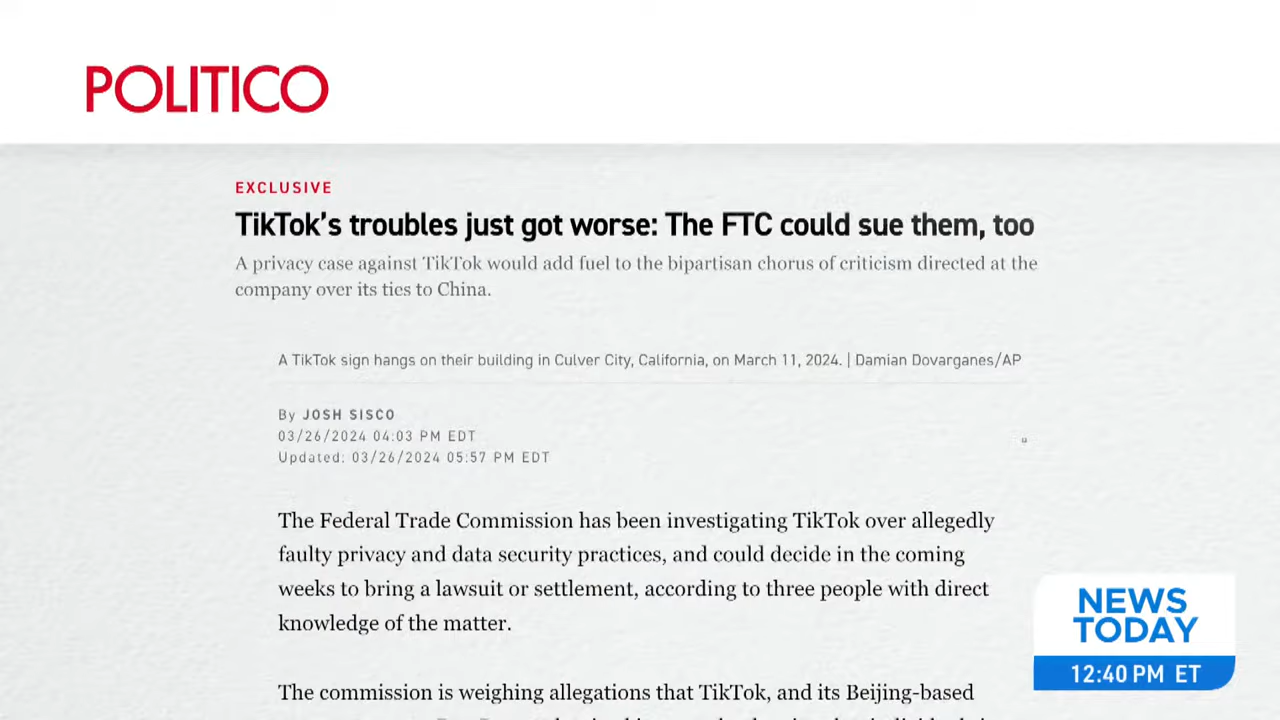 POLITICO
EXCLUSIVE
TikTok’s troubles just got worse: The FTC could sue them, too
A privacy case against TikTok would add fuel to the bipartisan chorus of criticism directed at the
company over its ties to China.
A TikTok sign hangs on their building in Culver City, California, on March 11, 2024. | Damian Dovarganes/AP
By JOSH SISCO
03/26/2024 04:03 PM EDT
Updated: 03/26/2024 05:57 PM EDT
The Federal Trade Commission has been investigating TikTok over allegedly
faulty privacy and data security practices, and could decide in the coming
weeks to bring a lawsuit or settlement, according to three people with direct
knowledge of the matter.
The commission is weighing allegations that TikTok, and its Beijing-based
NEWS
TODAY
12:40 PM ET